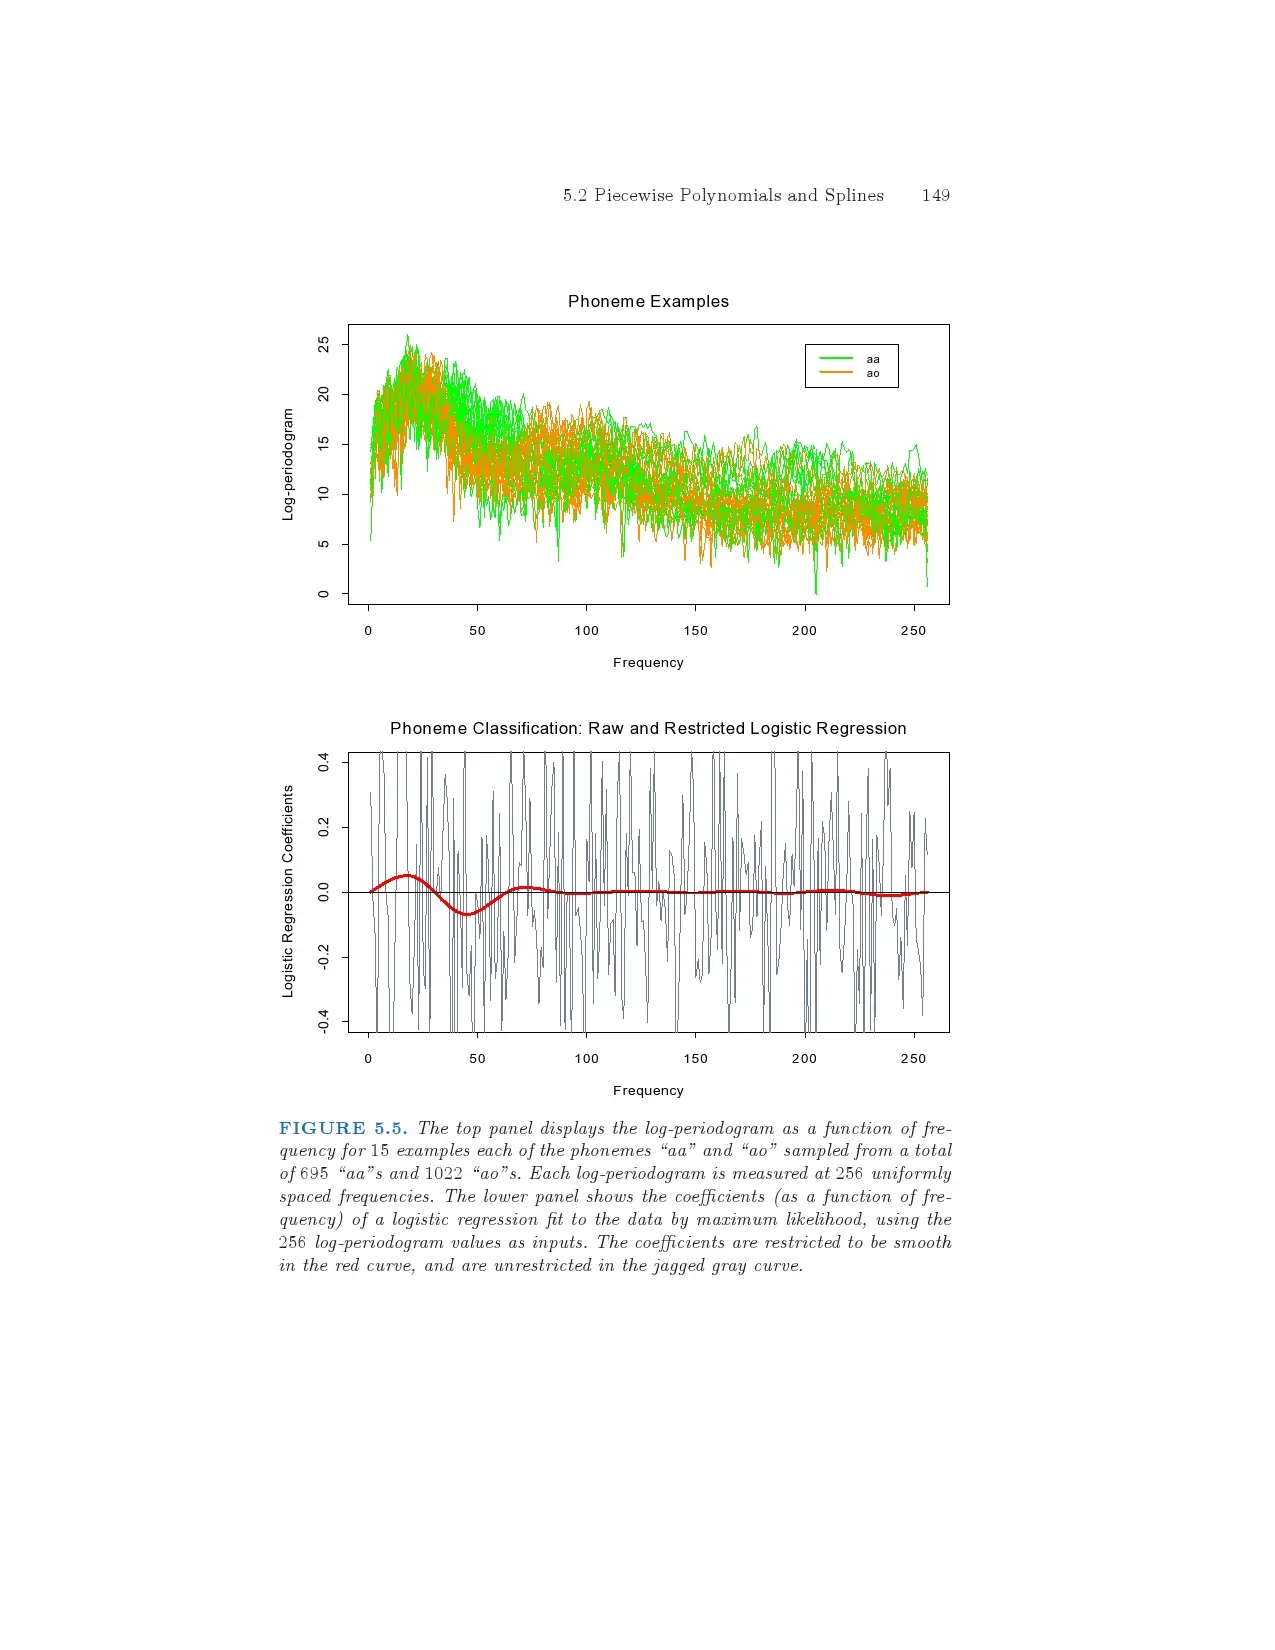 5.2 Piecewise Polynomials and Splines 149
Phoneme Examples
25
20
15
10
5
0
Log-periodogram
aa
ao
0 50 100 150 200 250
Frequency
Phoneme Classification: Raw and Restricted Logistic Regression
0.4
0.2
0.0
-0.2
-0.4
Logistic Regression Coefficients
0 50 100 150 200 250
Frequency
FIGURE 5.5. The top panel displays the log-periodogram as a function of fre-
quency for 15 examples each of the phonemes “aa” and “ao” sampled from a total
of 695 “aa”s and 1022 “ao”s. Each log-periodogram is measured at 256 uniformly
spaced frequencies. The lower panel shows the coefficients (as a function of fre-
quency) of a logistic regression fit to the data by maximum likelihood, using the
256 log-periodogram values as inputs. The coefficients are restricted to be smooth
in the red curve, and are unrestricted in the jagged gray curve.